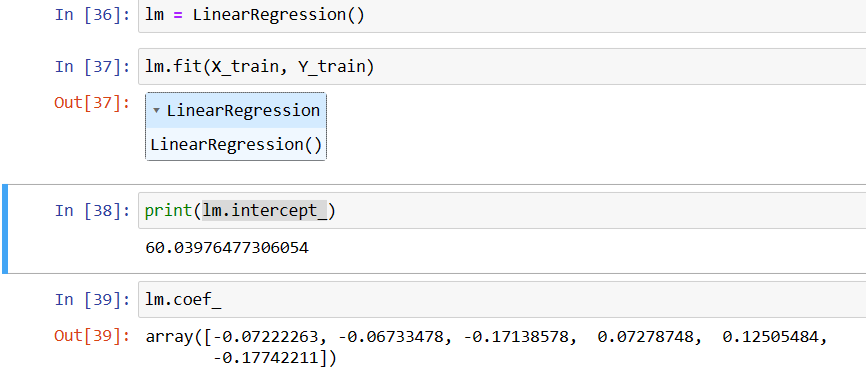 In [36]: lm = LinearRegression()
In [37]: lm.fit(X_train, Y_train)
Out[37]: ▾ LinearRegression
LinearRegression()
In [38]: print(lm.intercept_)
60.03976477306054
In [39]: lm.coef_
Out[39]: array([-0.07222263, -0.06733478, -0.17138578,  0.07278748,  0.12505484,
-0.17742211])